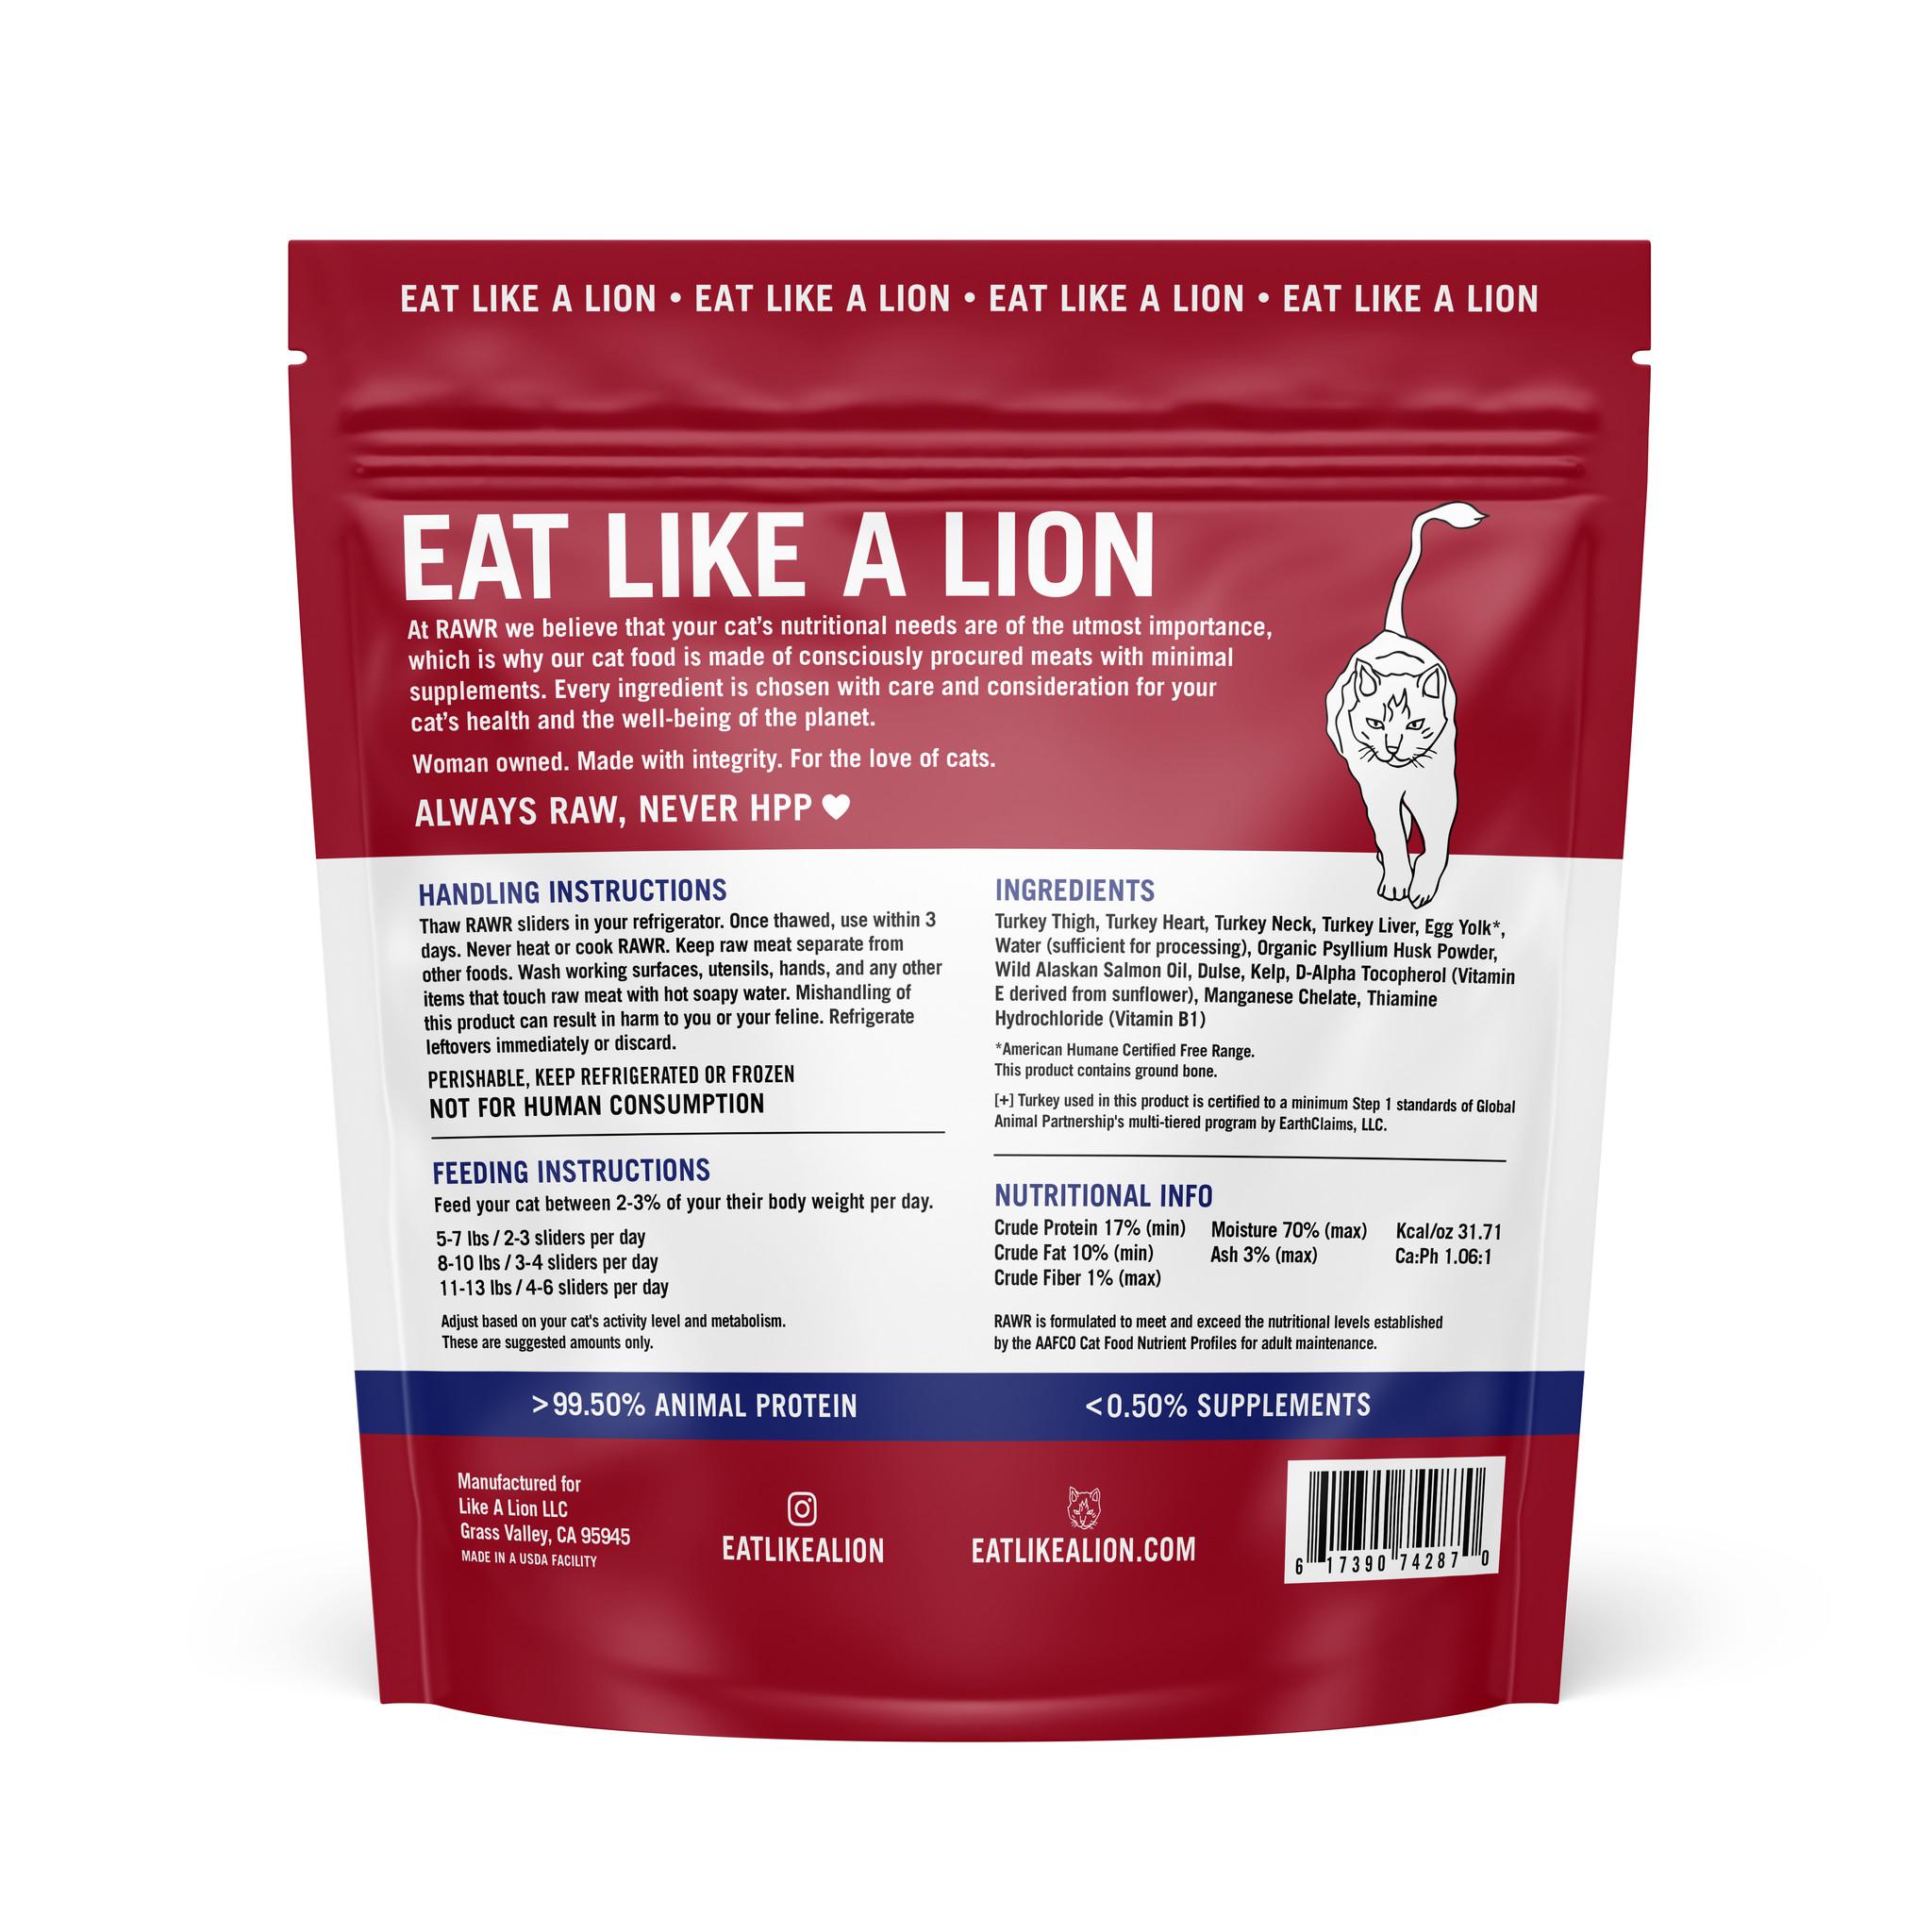 EAT LIKE A LION • EAT LIKE A LION • EAT LIKE A LION • EAT LIKE A LION
EAT LIKE A LION
At RAWR we believe that your cat's nutritional needs are of the utmost importance,
which is why our cat food is made of consciously procured meats with minimal
supplements. Every ingredient is chosen with care and consideration for your
cat's health and the well-being of the planet.
Woman owned. Made with integrity. For the love of cats.
ALWAYS RAW, NEVER HPP
HANDLING INSTRUCTIONS
Thaw RAWR sliders in your refrigerator. Once thawed, use within 3
days. Never heat or cook RAWR. Keep raw meat separate from
other foods. Wash working surfaces, utensils, hands, and any other
items that touch raw meat with hot soapy water. Mishandling of
this product can result in harm to you or your feline. Refrigerate
leftovers immediately or discard.
PERISHABLE, KEEP REFRIGERATED OR FROZEN
NOT FOR HUMAN CONSUMPTION
FEEDING INSTRUCTIONS
Feed your cat between 2-3% of your their body weight per day.
5-7 lbs / 2-3 sliders per day
8-10 lbs / 3-4 sliders per day
11-13 lbs / 4-6 sliders per day
Adjust based on your cat's activity level and metabolism.
These are suggested amounts only.
INGREDIENTS
Turkey Thigh, Turkey Heart, Turkey Neck, Turkey Liver, Egg Yolk*,
Water (sufficient for processing), Organic Psyllium Husk Powder,
Wild Alaskan Salmon Oil, Dulse, Kelp, D-Alpha Tocopherol (Vitamin
E derived from sunflower), Manganese Chelate, Thiamine
Hydrochloride (Vitamin B1)
*American Humane Certified Free Range.
This product contains ground bone.
[+] Turkey used in this product is certified to a minimum Step 1 standards of Global
Animal Partnership's multi-tiered program by EarthClaims, LLC.
NUTRITIONAL INFO
Crude Protein 17% (min) Moisture 70% (max) Kcal/oz 31.71
Crude Fat 10% (min) Ash 3% (max) Ca:Ph 1.06:1
Crude Fiber 1% (max)
RAWR is formulated to meet and exceed the nutritional levels established
by the AAFCO Cat Food Nutrient Profiles for adult maintenance.
>99.50% ANIMAL PROTEIN <0.50% SUPPLEMENTS
Manufactured for
Like A Lion LLC
Grass Valley, CA 95945
MADE IN A USDA FACILITY
EATLIKEALION
EATLIKEALION.COM
6 17390 74287 0